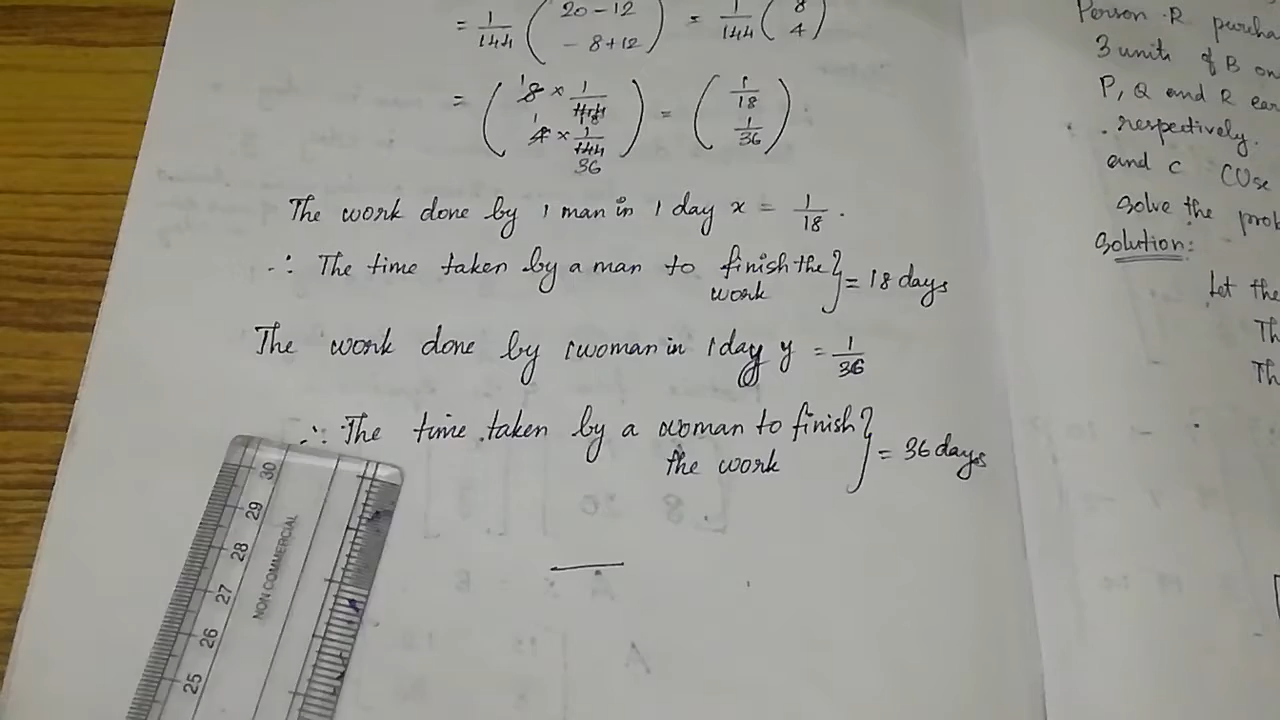 = 1/144 ( 20 - 12
- 8 + 12 ) = 1/144 ( 8
4 )
= ( 1 8 × 1/144 18
1 4 × 1/144 36 ) = ( 1/18
1/36 )
The work done by 1 man in 1 day x = 1/18 .
∴ The time taken by a man to finish the
work } = 18 days
The work done by 1 woman in 1 day y = 1/36
∴ The time taken by a woman to finish
the work } = 36 days
Person R
3 units of B
P, Q and R
respectively.
and C (Use
Solve the
Solution:
Let the
30
29
28
27
26
25
NON COMMERCIAL